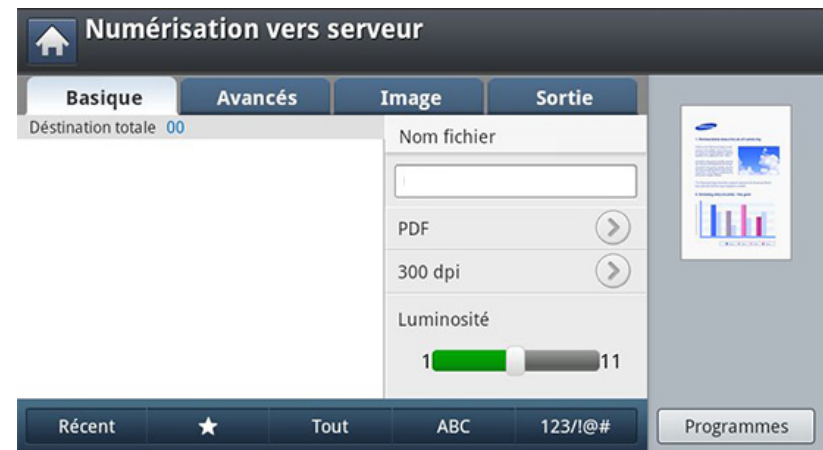 Numérisation vers serveur
Basique Avancés Image Sortie
Déstination totale 00
Nom fichier
PDF
300 dpi
Luminosité
1 11
Récent ★ Tout ABC 123/!@# Programmes